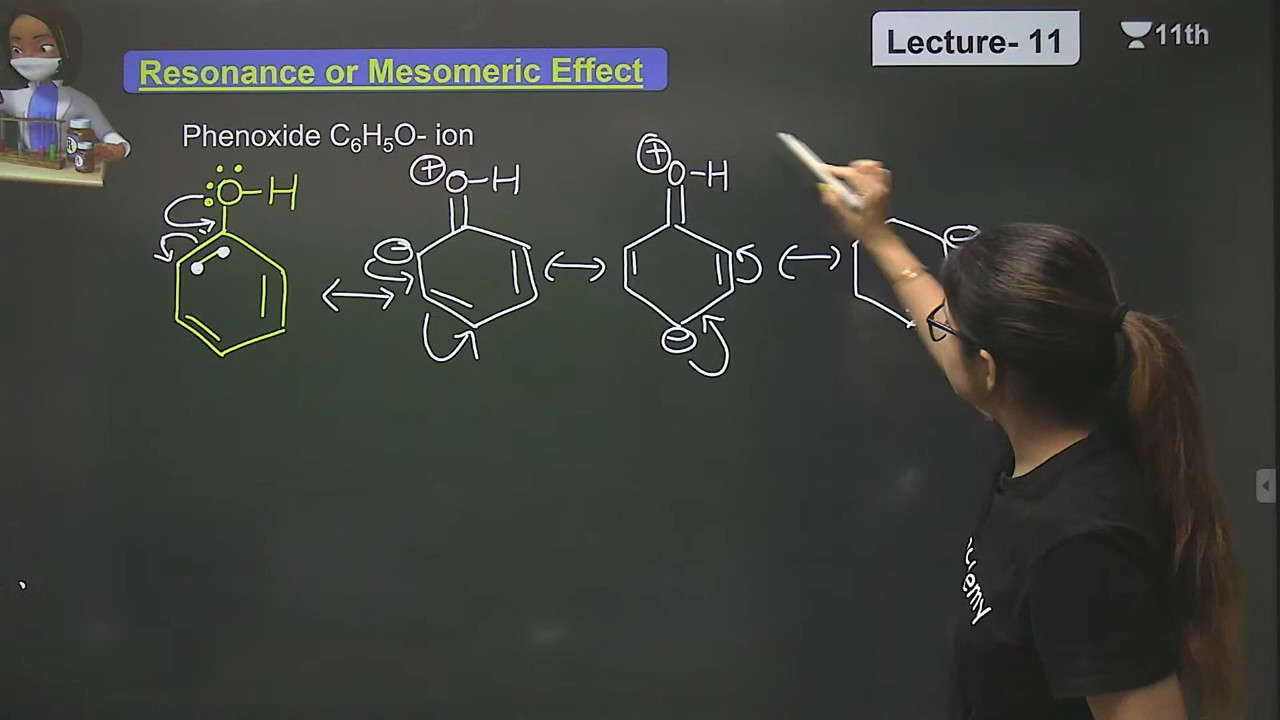 Lecture- 11
11th
Resonance or Mesomeric Effect
Phenoxide C₆H₅O- ion
O-H
⊕
O-H
⊕
O-H
⊖
⊖
⊖